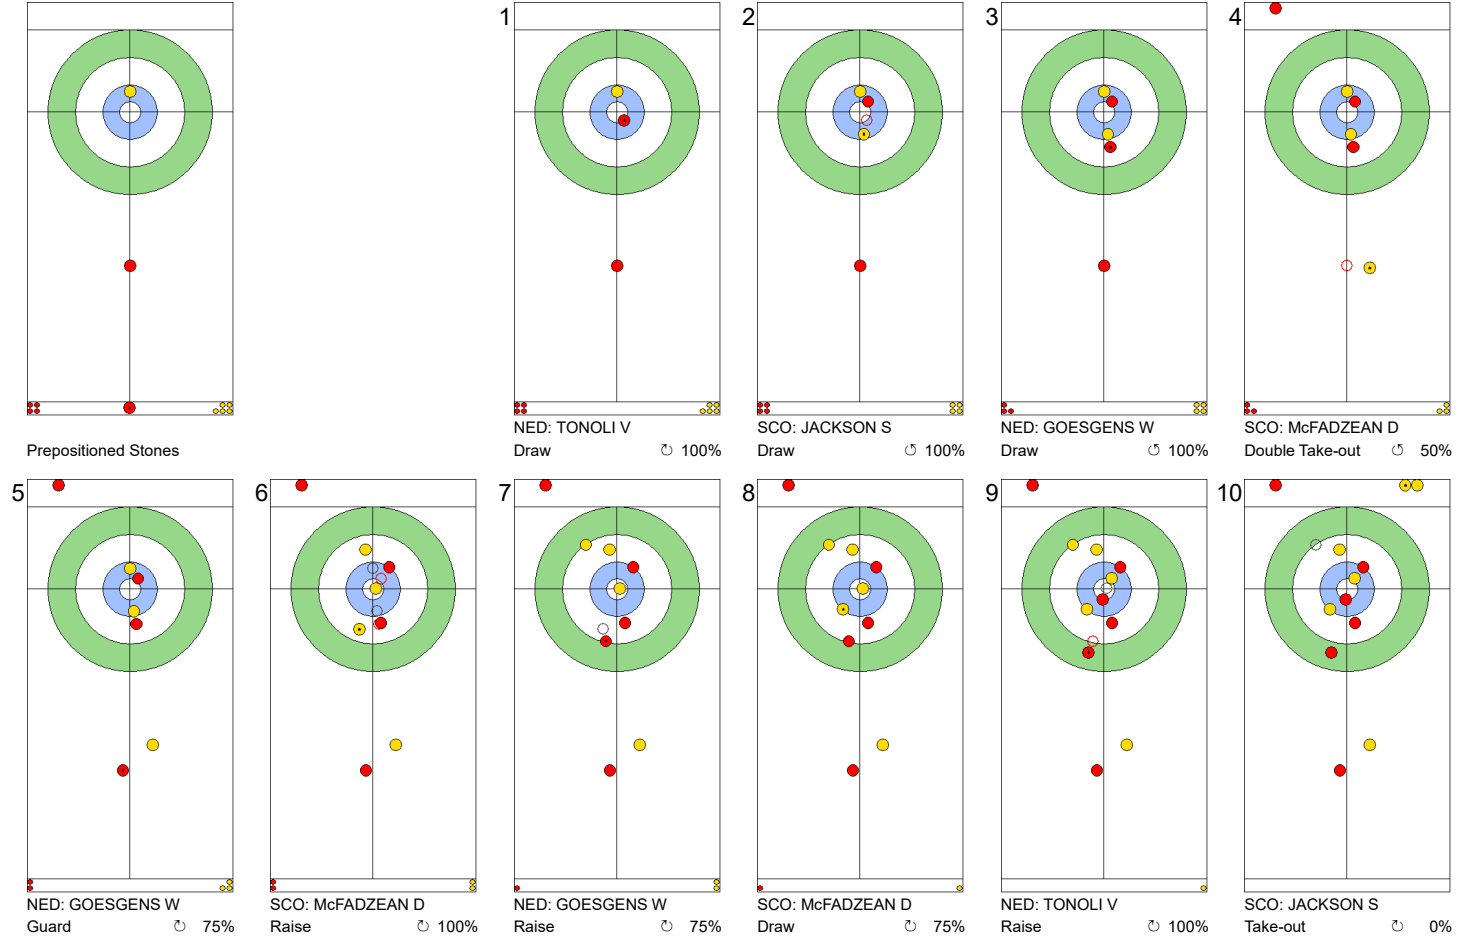 1
2
3
4
Prepositioned Stones
NED: TONOLI V
Draw ↻ 100%
SCO: JACKSON S
Draw ↺ 100%
NED: GOESGENS W
Draw ↻ 100%
SCO: McFADZEAN D
Double Take-out ↺ 50%
5
6
7
8
9
10
NED: GOESGENS W
Guard ↻ 75%
SCO: McFADZEAN D
Raise ↻ 100%
NED: GOESGENS W
Raise ↻ 75%
SCO: McFADZEAN D
Draw ↻ 75%
NED: TONOLI V
Raise ↻ 100%
SCO: JACKSON S
Take-out ↻ 0%